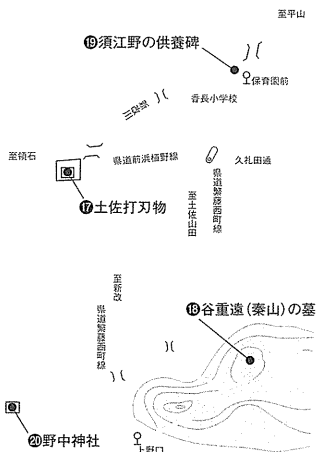 至平山
⑲須江野の供養碑
保育園前
香長小学校
新改川
至領石
県道前浜植野線
久礼田通
⑰土佐打刃物
県道繁藤西町線
至土佐山田
至新改
県道繁藤西町線
⑱谷重遠(秦山)の墓
⑳野中神社
上野口